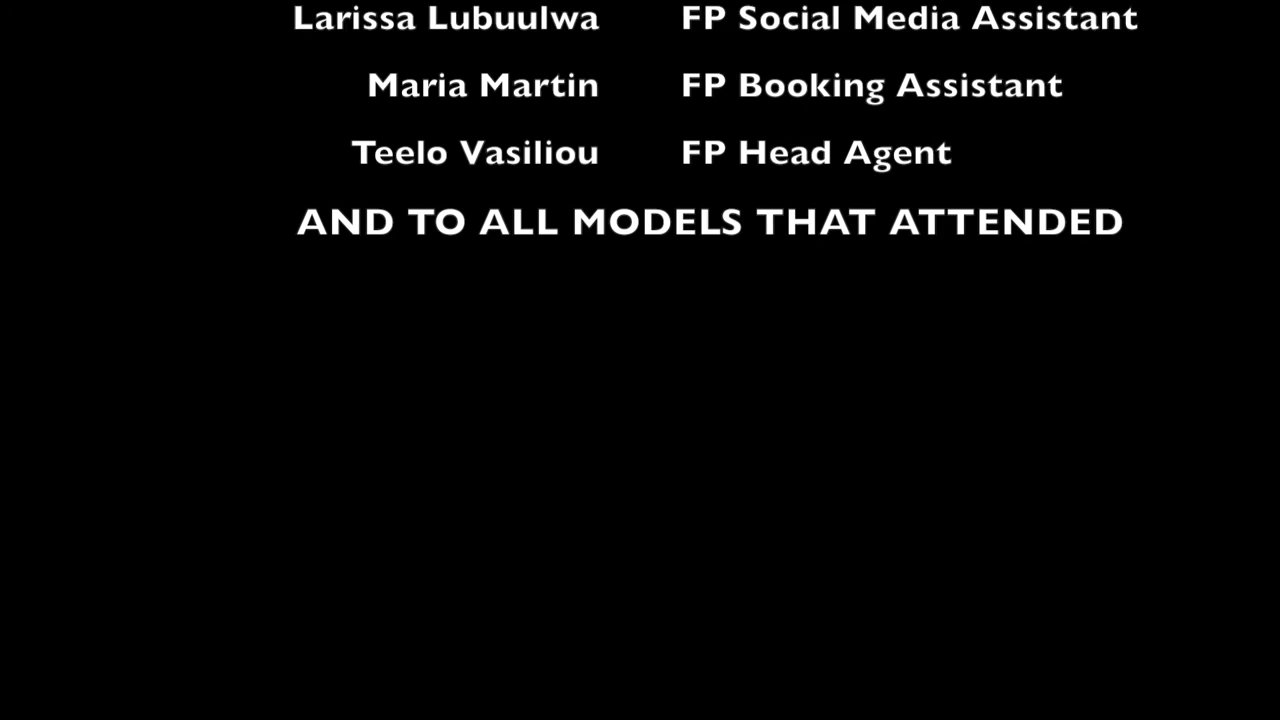 Larissa Lubuulwa FP Social Media Assistant
Maria Martin FP Booking Assistant
Teelo Vasiliou FP Head Agent
AND TO ALL MODELS THAT ATTENDED